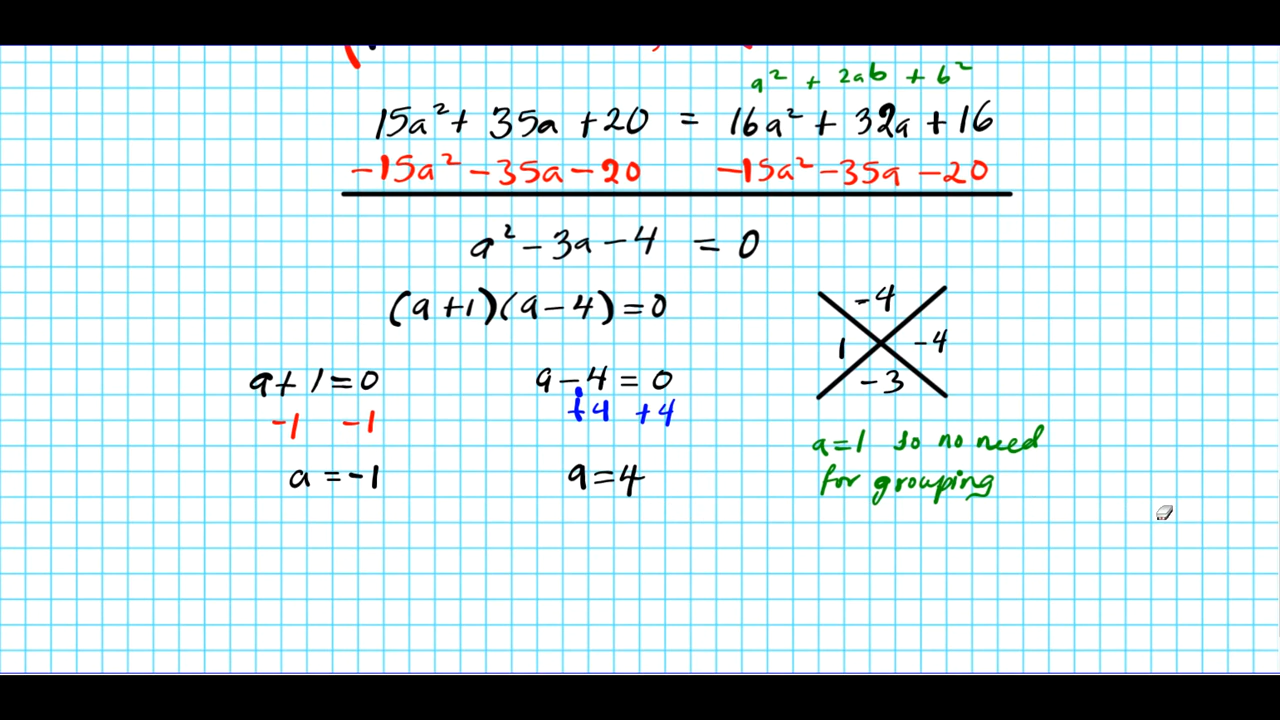 a² + 2ab + b²
15a² + 35a + 20 = 16a² + 32a + 16
-15a² - 35a - 20 -15a² - 35a - 20
a² - 3a - 4 = 0
(a + 1)(a - 4) = 0
-4
1 -4
-3
a + 1 = 0 a - 4 = 0
-1 -1 +4 +4
a = -1 a = 4
a = 1 so no need
for grouping